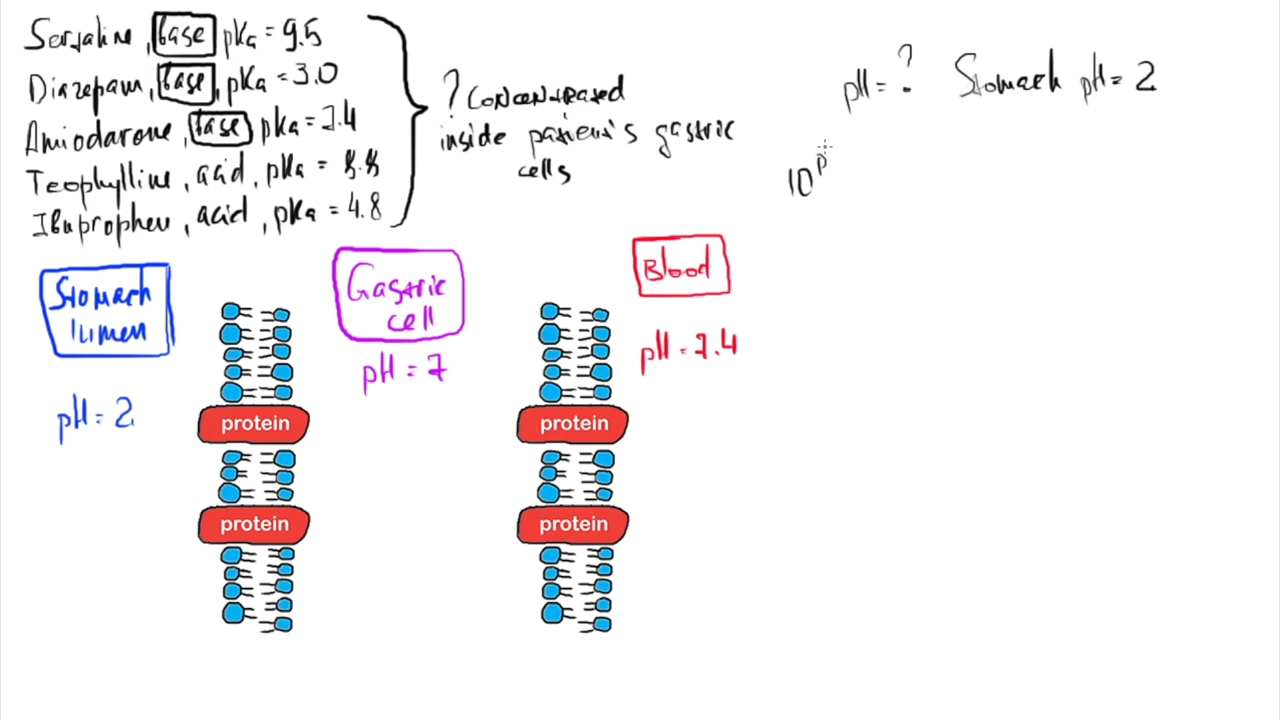 Sertraline, base pKa = 9.5
Diazepam, base, pKa = 3.0
Amiodarone, base pKa = 7.4
Teophylline, acid, pKa = 8.8
Ibuprophen, acid, pKa = 4.8
? concentrated
inside patient's gastric
cells
pH = ? Stomach pH = 2
10^p
Stomach
lumen
pH = 2
Gastric
cell
pH = 7
Blood
pH = 7.4
protein
protein
protein
protein